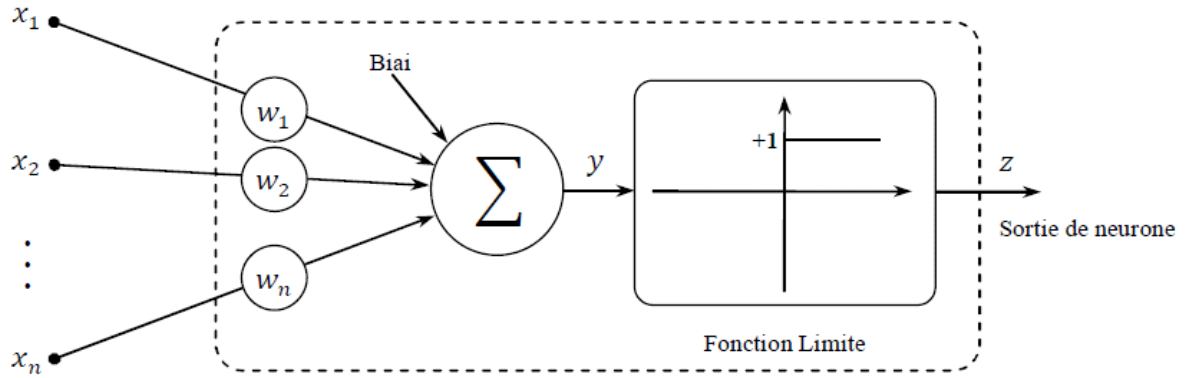 x₁
Biai
w₁
+1
x₂
w₂
∑
y
z
Sortie de neurone
wₙ
Fonction Limite
xₙ